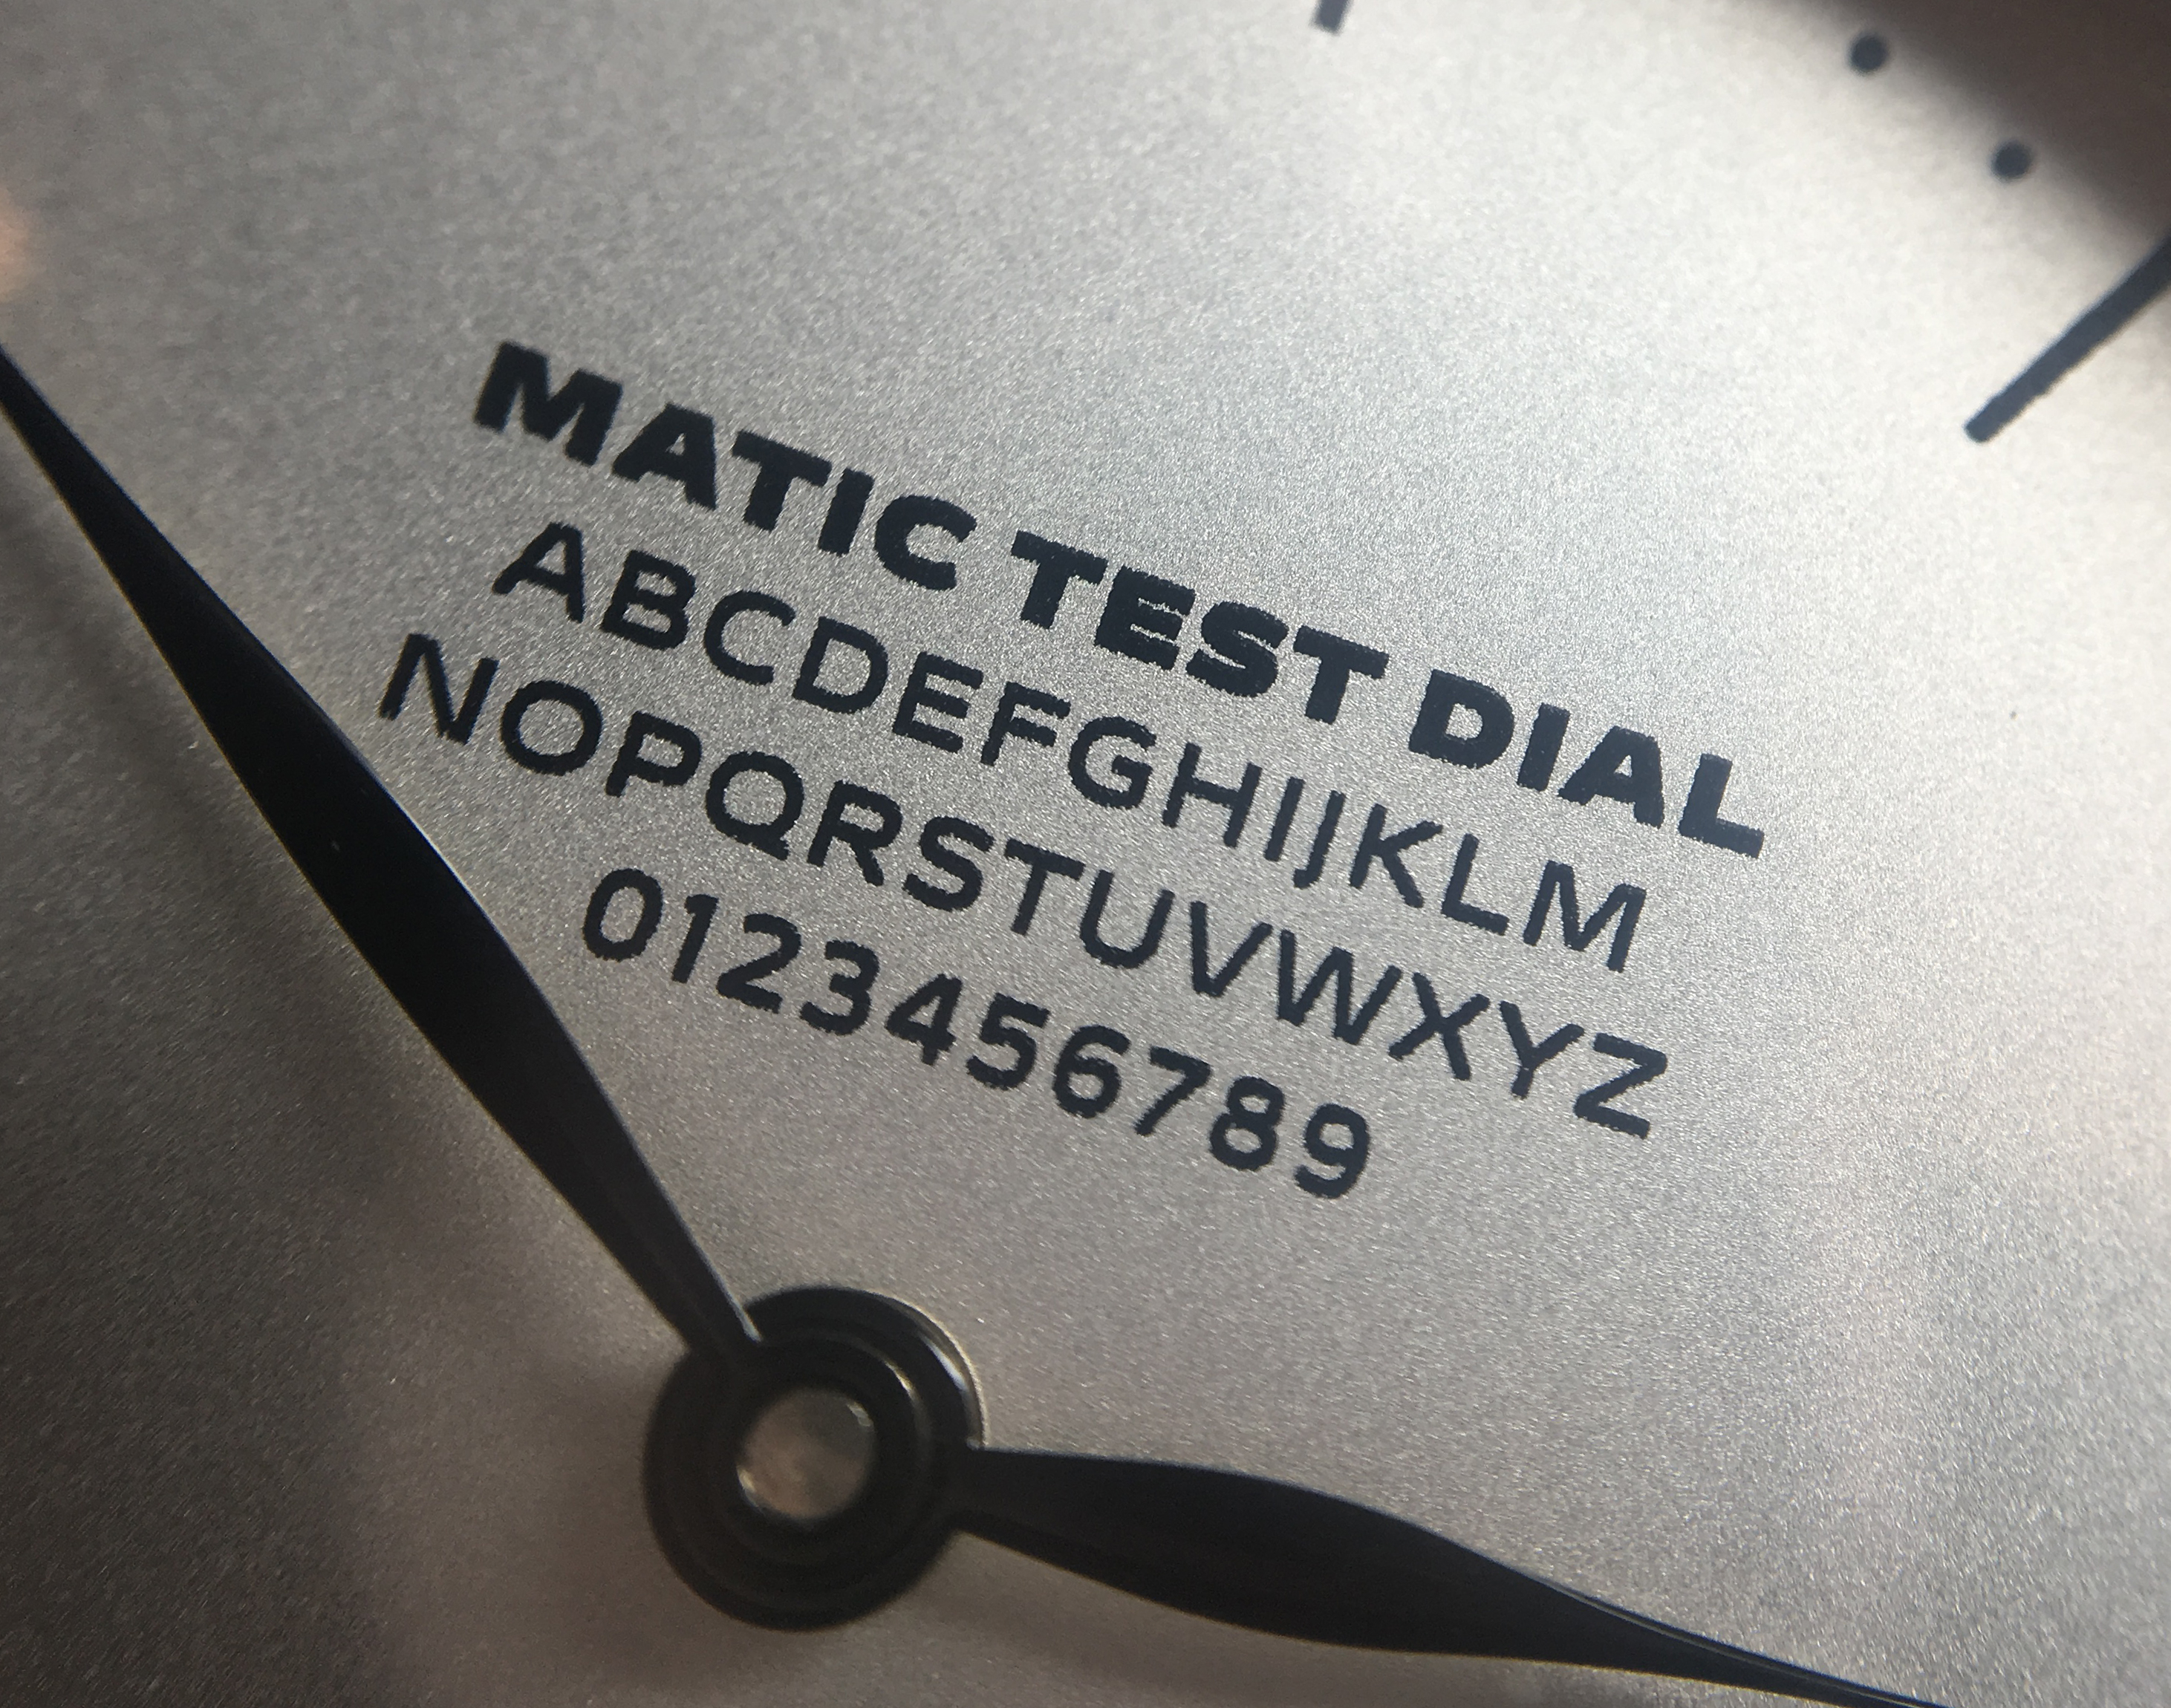 MATIC TEST DIAL
ABCDEFGHIJKLM
NOPQRSTUVWXYZ
0123456789